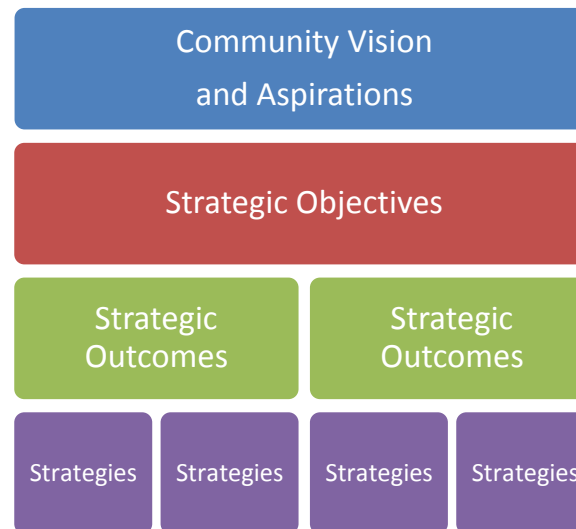 Community Vision
and Aspirations
Strategic Objectives
Strategic
Outcomes
Strategic
Outcomes
Strategies
Strategies
Strategies
Strategies